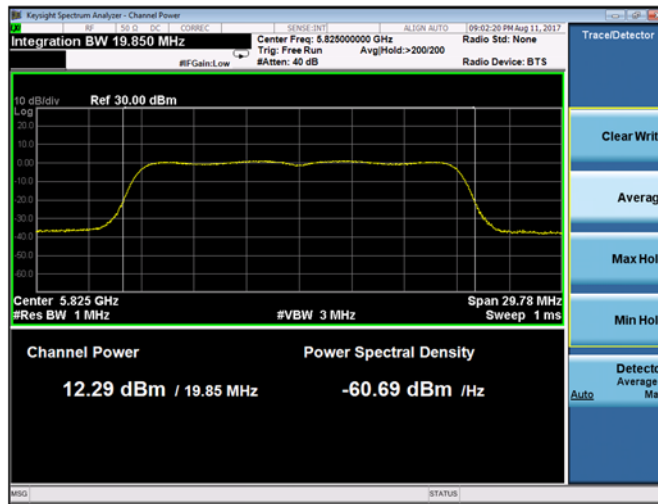 Keysight Spectrum Analyzer - Channel Power
RF 50 Ω DC CORREC SENSE:INT ALIGN AUTO 09:02:20 PM Aug 11, 2017
Integration BW 19.850 MHz
Center Freq: 5.825000000 GHz
Radio Std: None
Trig: Free Run Avg|Hold:>200/200
#IFGain:Low
#Atten: 40 dB
Radio Device: BTS
Trace/Detector
10 dB/div Ref 30.00 dBm
Log
20.0
10.0
0.00
-10.0
-20.0
-30.0
-40.0
-50.0
-60.0
Center 5.825 GHz
Span 29.78 MHz
#Res BW 1 MHz
#VBW 3 MHz
Sweep 1 ms
Channel Power
Power Spectral Density
12.29 dBm / 19.85 MHz
-60.69 dBm /Hz
Clear Writ
Averag
Max Hol
Min Hol
Detecto
Average
Auto
Ma
MSG
STATUS